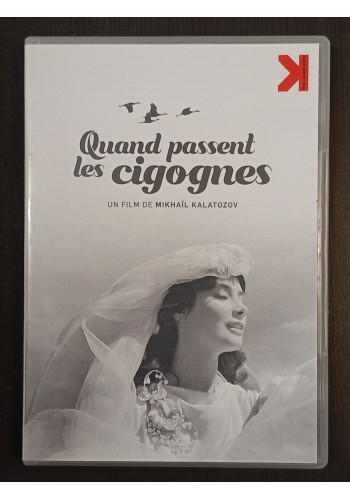 Quand passent
les cigognes
UN FILM DE MIKHAÏL KALATOZOV